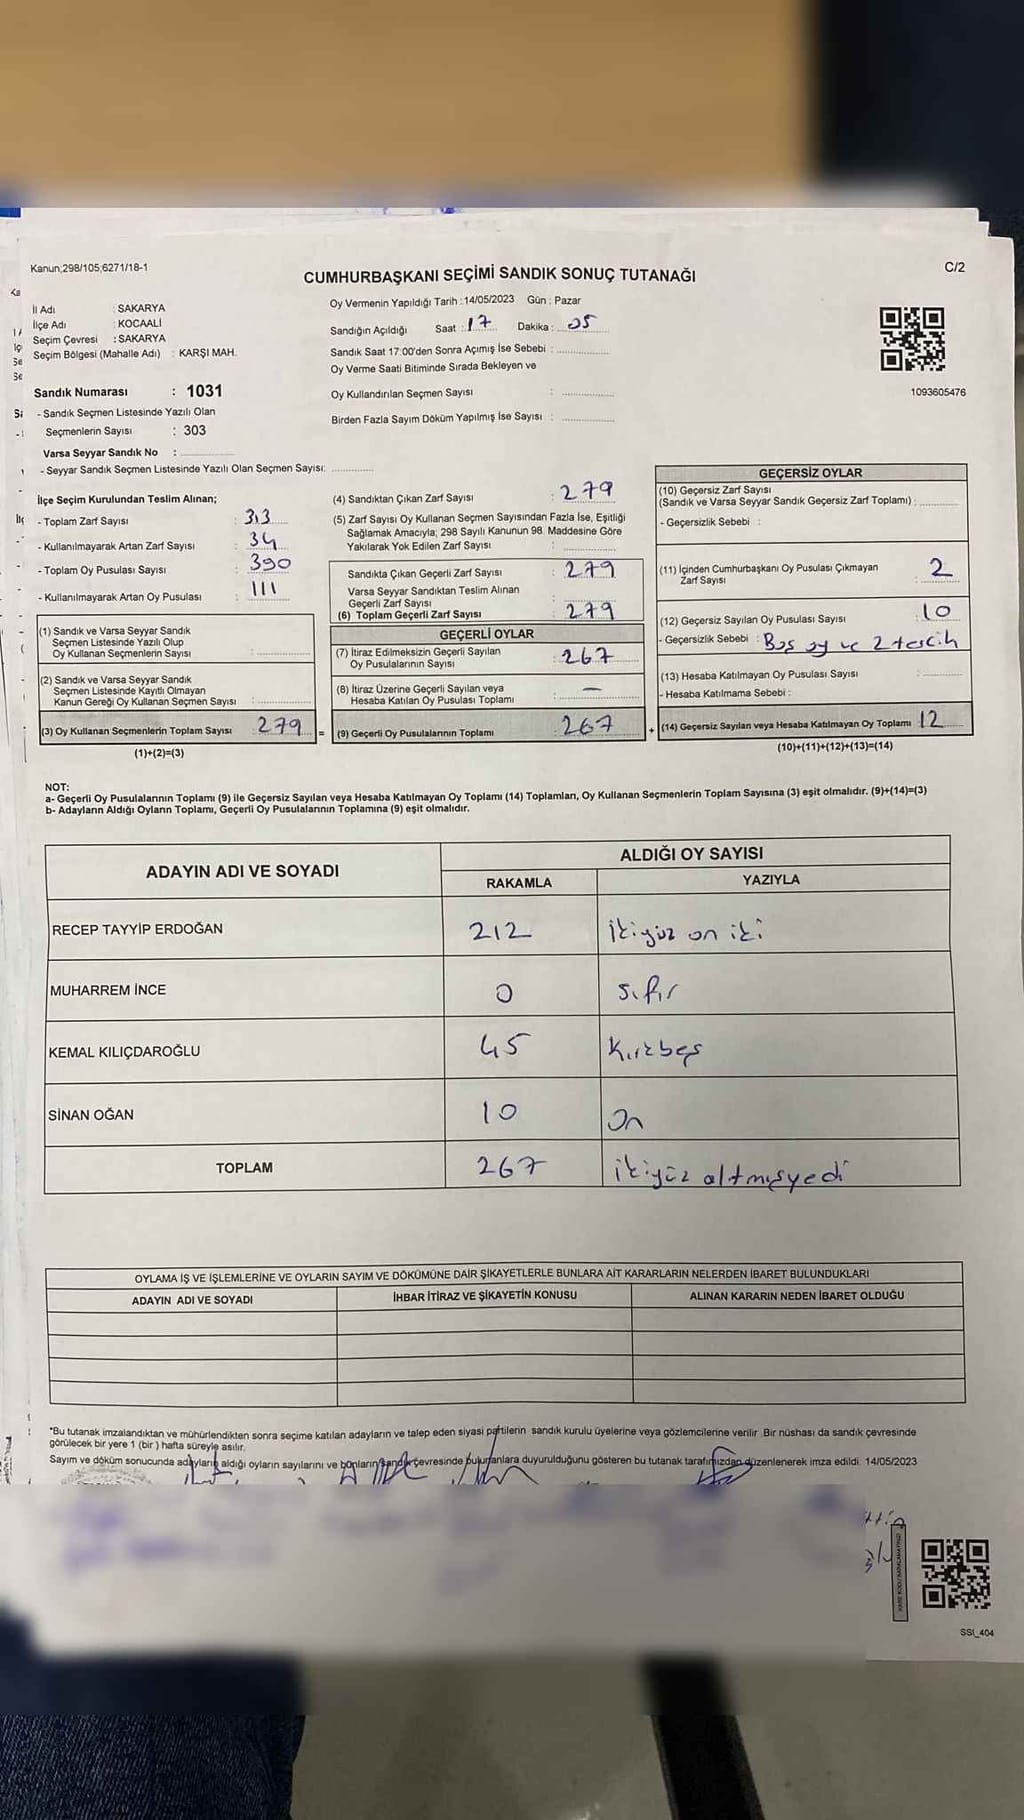 Kanun;298/105,6271/18-1
C/2
CUMHURBAŞKANI SEÇİMİ SANDIK SONUÇ TUTANAĞI
İl Adı : SAKARYA
İlçe Adı : KOCAALİ
Seçim Çevresi : SAKARYA
Seçim Bölgesi (Mahalle Adı) : KARŞI MAH.
Sandık Numarası : 1031
- Sandık Seçmen Listesinde Yazılı Olan
Seçmenlerin Sayısı : 303
Varsa Seyyar Sandık No :
- Seyyar Sandık Seçmen Listesinde Yazılı Olan Seçmen Sayısı:
Oy Vermenin Yapıldığı Tarih : 14/05/2023 Gün : Pazar
Sandığın Açıldığı Saat : 17 Dakika : 05
Sandık Saat 17:00'den Sonra Açımış İse Sebebi :
Oy Verme Saati Bitiminde Sırada Bekleyen ve
Oy Kullandırılan Seçmen Sayısı :
Birden Fazla Sayım Döküm Yapılmış İse Sayısı :
1093605476
İlçe Seçim Kurulundan Teslim Alınan;
- Toplam Zarf Sayısı : 313
- Kullanılmayarak Artan Zarf Sayısı : 34
- Toplam Oy Pusulası Sayısı : 390
- Kullanılmayarak Artan Oy Pusulası : 111
(1) Sandık ve Varsa Seyyar Sandık
Seçmen Listesinde Yazılı Olup
Oy Kullanan Seçmenlerin Sayısı :
(2) Sandık ve Varsa Seyyar Sandık
Seçmen Listesinde Kayıtlı Olmayan
Kanun Gereği Oy Kullanan Seçmen Sayısı :
(3) Oy Kullanan Seçmenlerin Toplam Sayısı 279 =
(1)+(2)=(3)
(4) Sandıktan Çıkan Zarf Sayısı : 279
(5) Zarf Sayısı Oy Kullanan Seçmen Sayısından Fazla İse, Eşitliği
Sağlamak Amacıyla; 298 Sayılı Kanunun 98. Maddesine Göre
Yakılarak Yok Edilen Zarf Sayısı :
Sandıkta Çıkan Geçerli Zarf Sayısı : 279
Varsa Seyyar Sandıktan Teslim Alınan
Geçerli Zarf Sayısı :
(6) Toplam Geçerli Zarf Sayısı : 279
GEÇERLİ OYLAR
(7) İtiraz Edilmeksizin Geçerli Sayılan
Oy Pusulalarının Sayısı : 267
(8) İtiraz Üzerine Geçerli Sayılan veya
Hesaba Katılan Oy Pusulası Toplamı : —
(9) Geçerli Oy Pusulalarının Toplamı : 267 +
GEÇERSİZ OYLAR
(10) Geçersiz Zarf Sayısı
(Sandık ve Varsa Seyyar Sandık Geçersiz Zarf Toplamı) :
- Geçersizlik Sebebi :
(11) İçinden Cumhurbaşkanı Oy Pusulası Çıkmayan
Zarf Sayısı : 2
(12) Geçersiz Sayılan Oy Pusulası Sayısı : 10
- Geçersizlik Sebebi : Boş oy ve 2 tercih
(13) Hesaba Katılmayan Oy Pusulası Sayısı :
- Hesaba Katılmama Sebebi :
(14) Geçersiz Sayılan veya Hesaba Katılmayan Oy Toplamı 12
(10)+(11)+(12)+(13)=(14)
NOT:
a- Geçerli Oy Pusulalarının Toplamı (9) ile Geçersiz Sayılan veya Hesaba Katılmayan Oy Toplamı (14) Toplamları, Oy Kullanan Seçmenlerin Toplam Sayısına (3) eşit olmalıdır. (9)+(14)=(3)
b- Adayların Aldığı Oyların Toplamı, Geçerli Oy Pusulalarının Toplamına (9) eşit olmalıdır.
ADAYIN ADI VE SOYADI ALDIĞI OY SAYISI
RAKAMLA YAZIYLA
RECEP TAYYİP ERDOĞAN 212 İkiyüz on iki
MUHARREM İNCE 0 Sıfır
KEMAL KILIÇDAROĞLU 45 Kırkbeş
SİNAN OĞAN 10 On
TOPLAM 267 İkiyüz altmışyedi
OYLAMA İŞ VE İŞLEMLERİNE VE OYLARIN SAYIM VE DÖKÜMÜNE DAİR ŞİKAYETLERLE BUNLARA AİT KARARLARIN NELERDEN İBARET BULUNDUKLARI
ADAYIN ADI VE SOYADI İHBAR İTİRAZ VE ŞİKAYETİN KONUSU ALINAN KARARIN NEDEN İBARET OLDUĞU
*Bu tutanak imzalandıktan ve mühürlendikten sonra seçime katılan adayların ve talep eden siyasi partilerin sandık kurulu üyelerine veya gözlemcilerine verilir. Bir nüshası da sandık çevresinde
görülecek bir yere 1 (bir ) hafta süreyle asılır.
Sayım ve döküm sonucunda adayların aldığı oyların sayılarını ve bunların sandık çevresinde bulunanlara duyurulduğunu gösteren bu tutanak tarafımızdan düzenlenerek imza edildi. 14/05/2023
SSI_404